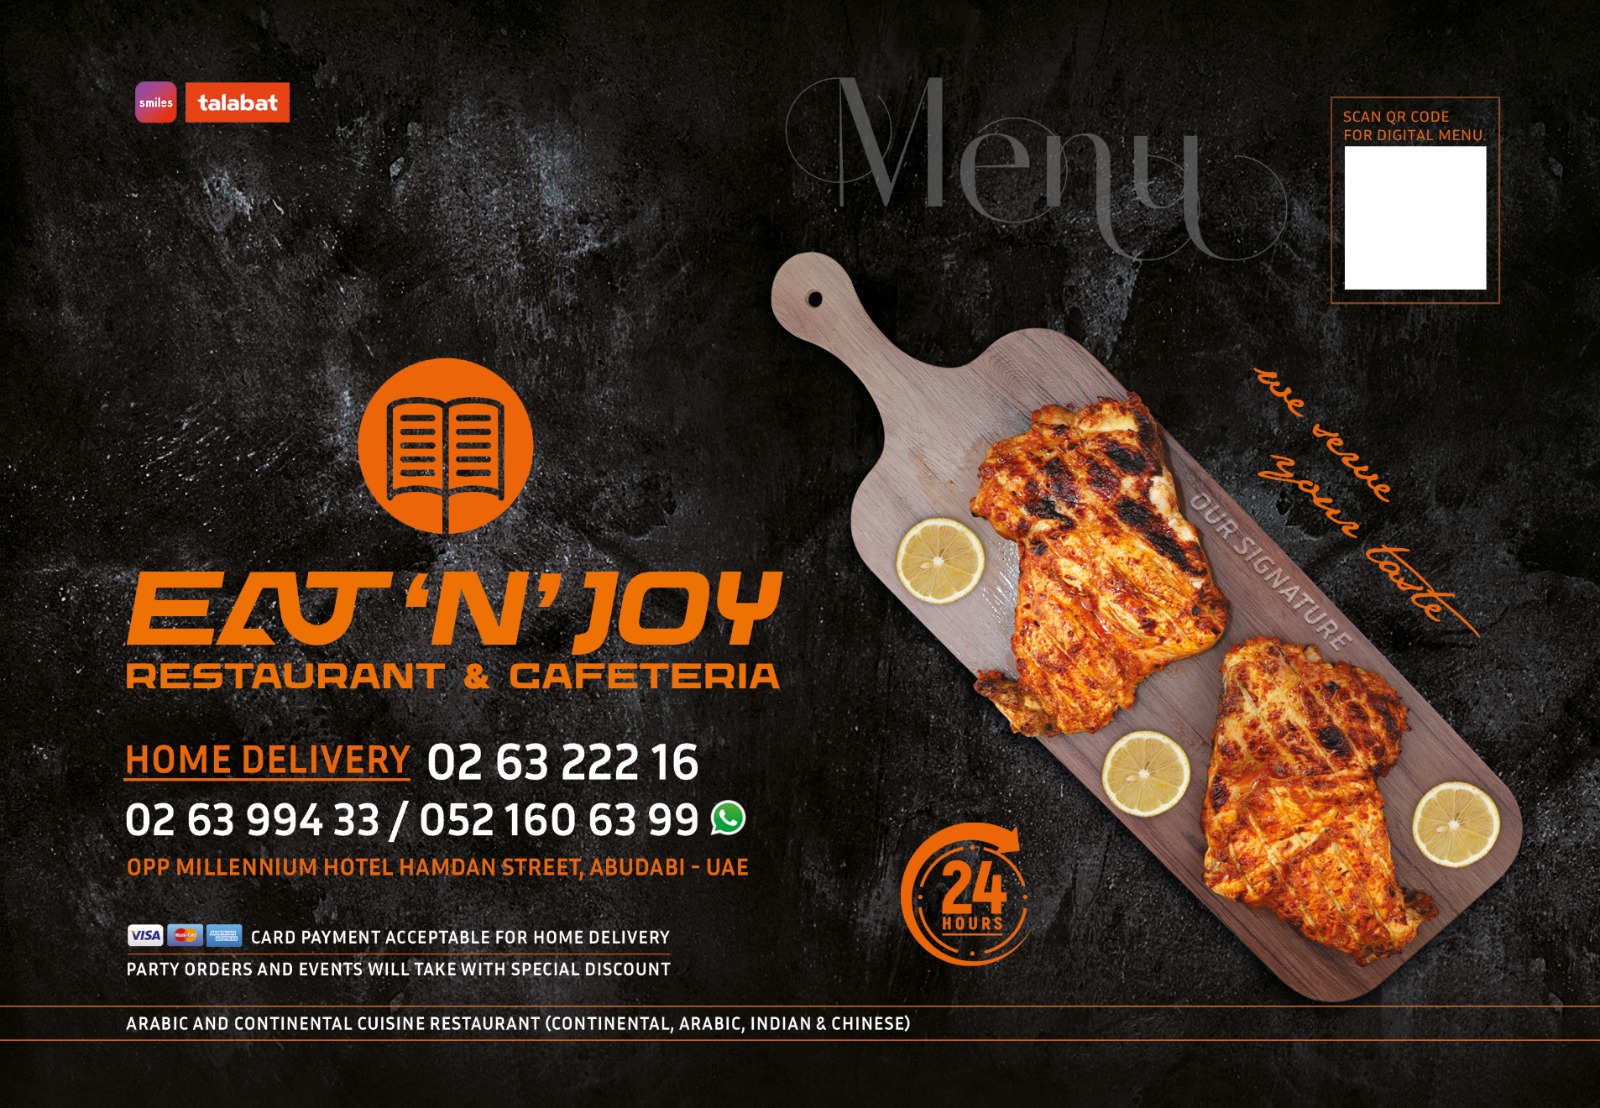 smiles talabat
Menu
SCAN QR CODE
FOR DIGITAL MENU.
we serve
your taste
OUR SIGNATURE
EAT 'N' JOY
RESTAURANT & CAFETERIA
HOME DELIVERY 02 63 222 16
02 63 994 33 / 052 160 63 99
OPP MILLENNIUM HOTEL HAMDAN STREET, ABUDABI - UAE
24
HOURS
VISA MasterCard AMERICAN EXPRESS CARD PAYMENT ACCEPTABLE FOR HOME DELIVERY
PARTY ORDERS AND EVENTS WILL TAKE WITH SPECIAL DISCOUNT
ARABIC AND CONTINENTAL CUISINE RESTAURANT (CONTINENTAL, ARABIC, INDIAN & CHINESE)